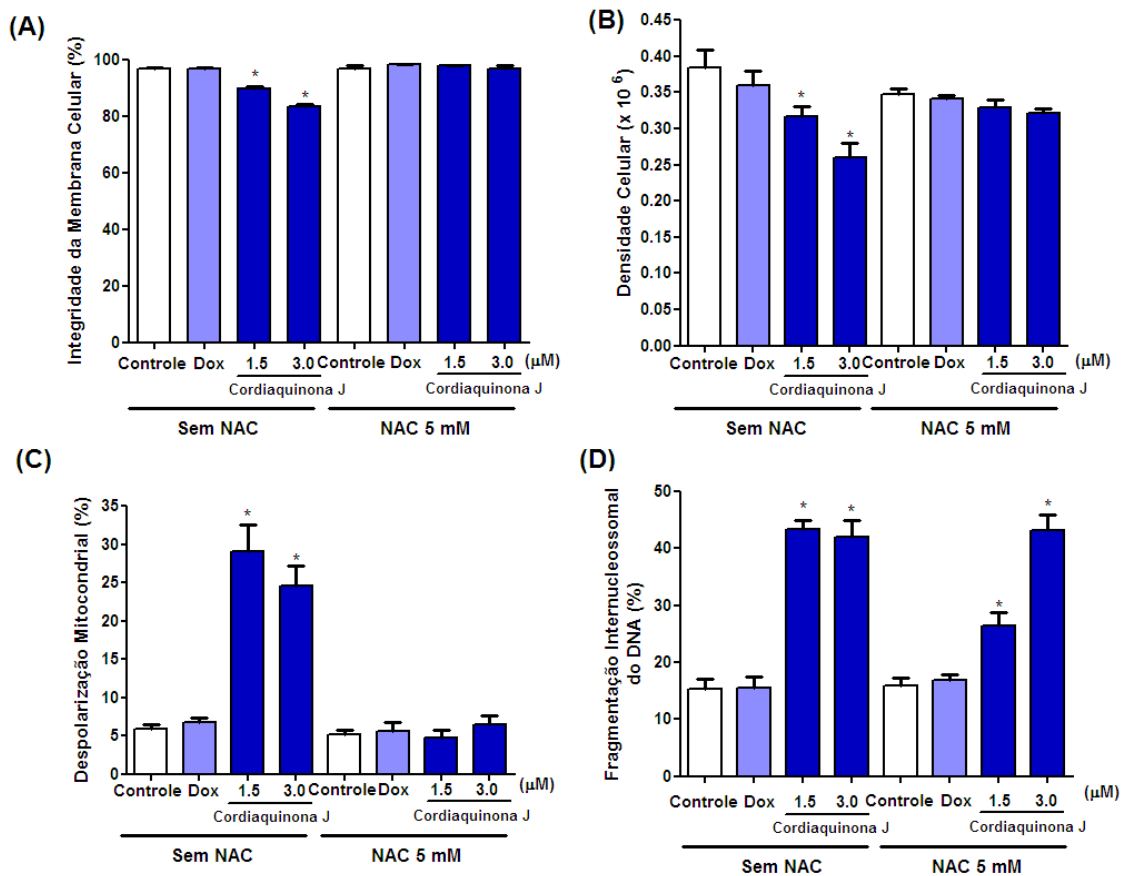 (A)
Integridade da Membrana Celular (%)
100
80
60
40
20
0
*
*
Controle Dox 1.5 3.0 Controle Dox 1.5 3.0 (μM)
Cordiaquinona J Cordiaquinona J
Sem NAC NAC 5 mM
(B)
Densidade Celular (x 10 6)
0.45
0.40
0.35
0.30
0.25
0.20
0.15
0.10
0.05
0.00
*
*
Controle Dox 1.5 3.0 Controle Dox 1.5 3.0 (μM)
Cordiaquinona J Cordiaquinona J
Sem NAC NAC 5 mM
(C)
Despolarização Mitocondrial (%)
35
30
25
20
15
10
5
0
*
*
Controle Dox 1.5 3.0 Controle Dox 1.5 3.0 (μM)
Cordiaquinona J Cordiaquinona J
Sem NAC NAC 5 mM
(D)
Fragmentação Internucleossomal
do DNA (%)
50
40
30
20
10
0
*
*
*
*
Controle Dox 1.5 3.0 Controle Dox 1.5 3.0 (μM)
Cordiaquinona J Cordiaquinona J
Sem NAC NAC 5 mM